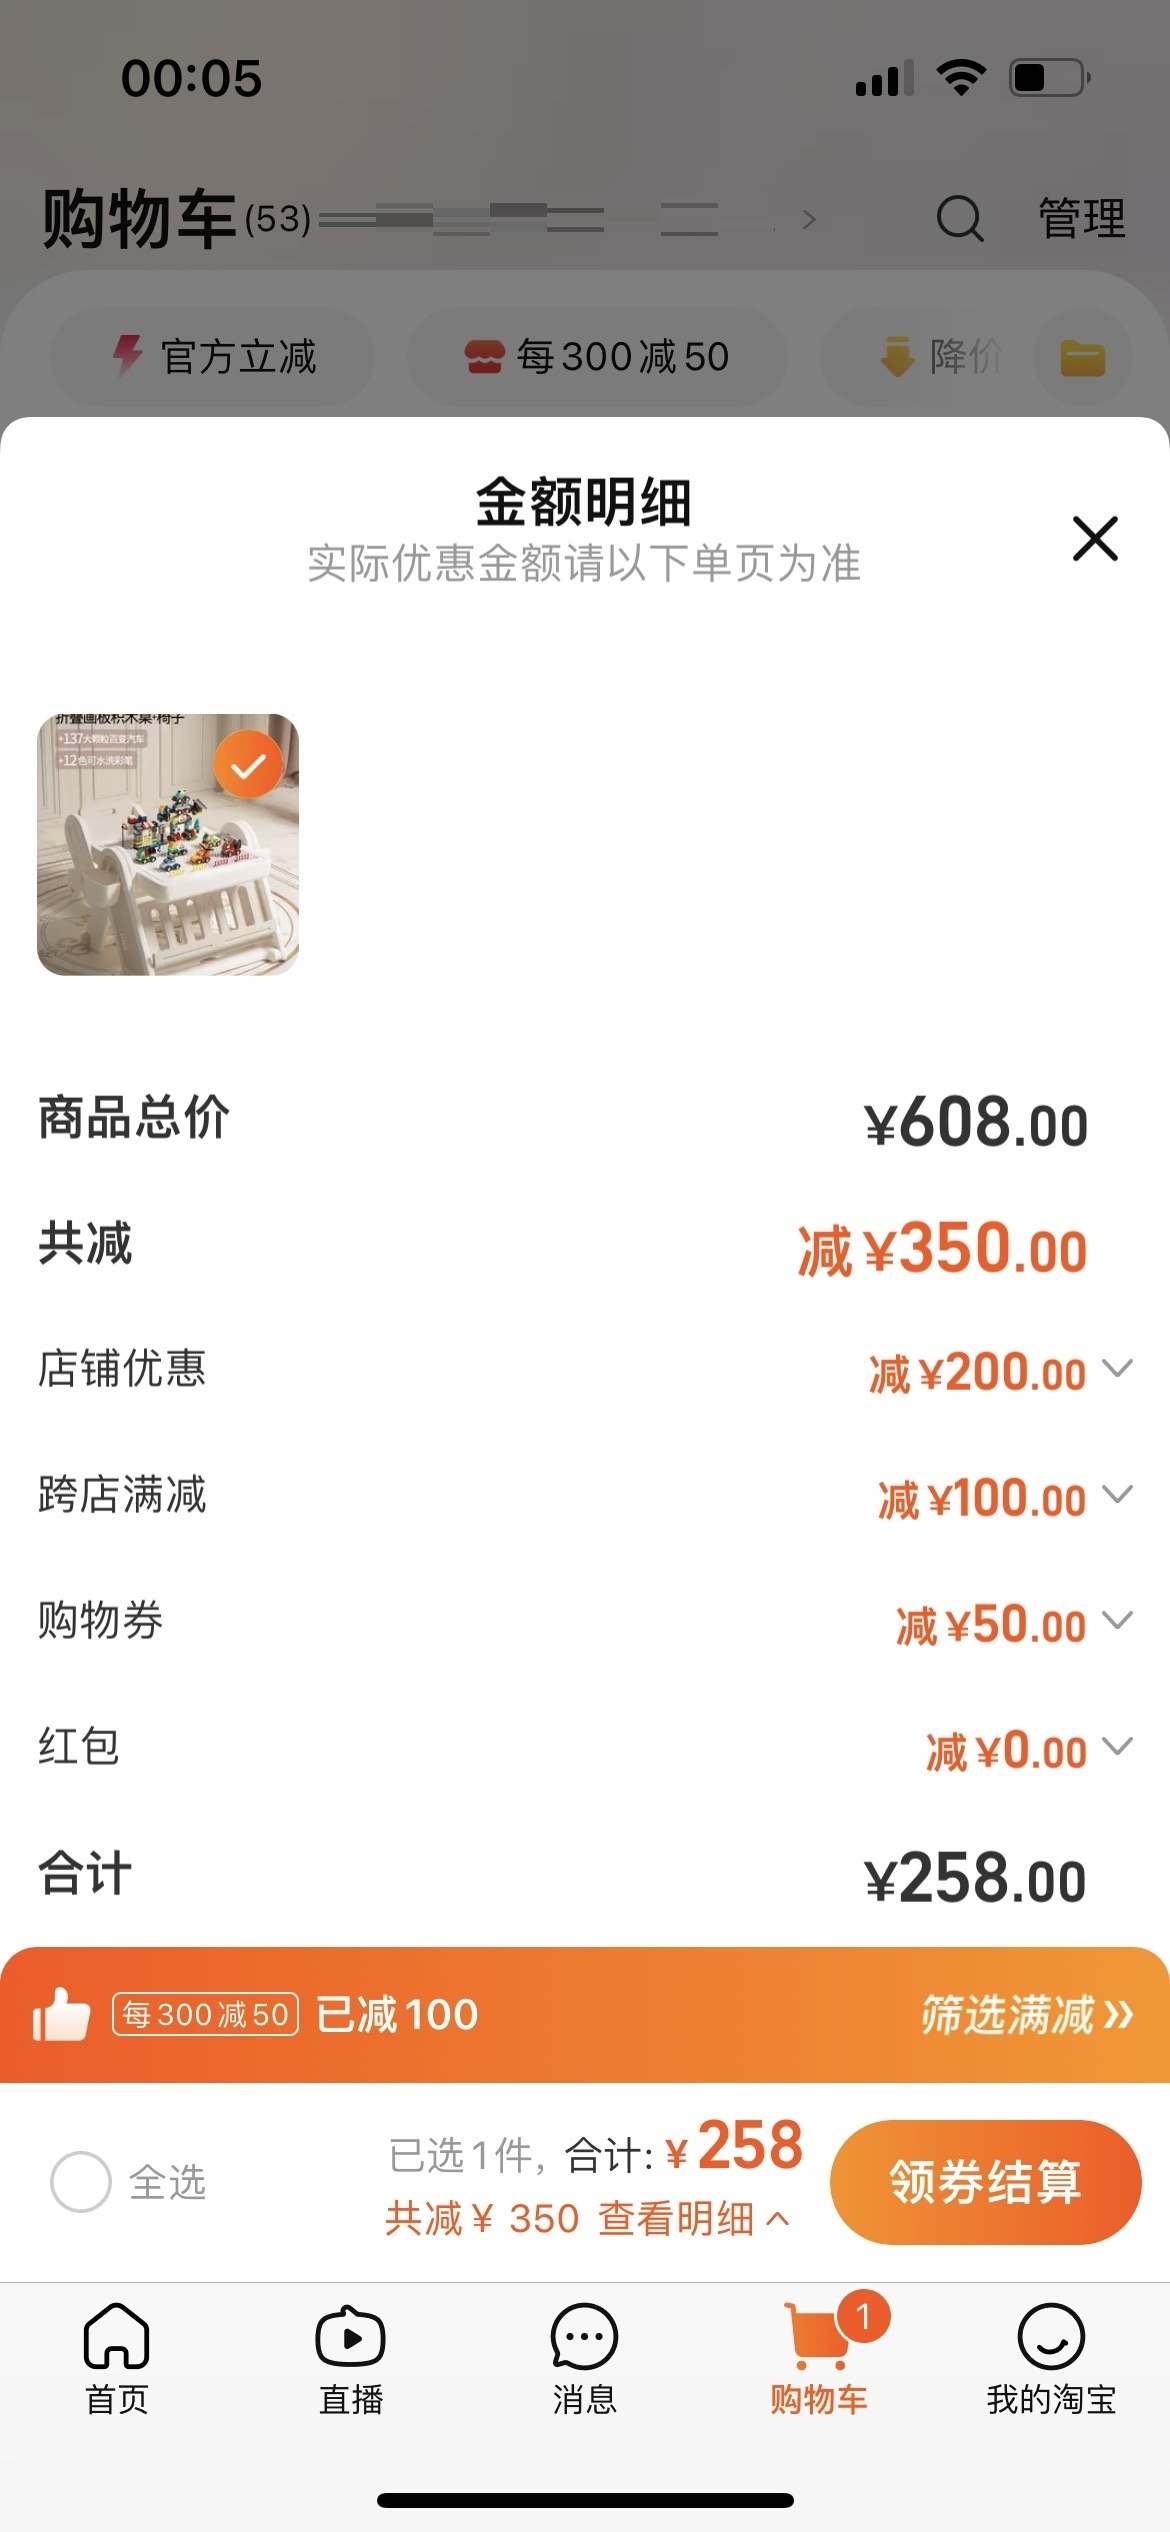 00:05
购物车(53)
管理
官方立减
每300减50
降价
金额明细
实际优惠金额请以下单页为准
折叠画板积木桌+椅子
+137大颗粒百变汽车
+12色可水洗彩笔
商品总价 ¥608.00
共减 减¥350.00
店铺优惠 减¥200.00
跨店满减 减¥100.00
购物券 减¥50.00
红包 减¥0.00
合计 ¥258.00
每300减50 已减100 筛选满减
全选
已选1件, 合计: ¥258
共减¥ 350 查看明细
领券结算
1
首页 直播 消息 购物车 我的淘宝